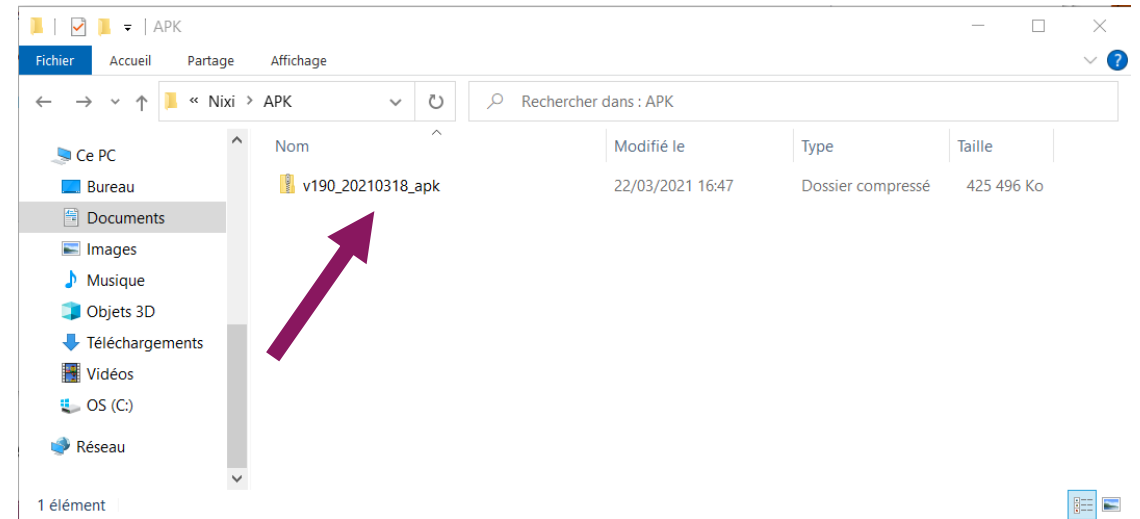 APK
Fichier Accueil Partage Affichage ?
« Nixi > APK Rechercher dans : APK
Nom Modifié le Type Taille
v190_20210318_apk 22/03/2021 16:47 Dossier compressé 425 496 Ko
Ce PC
Bureau
Documents
Images
Musique
Objets 3D
Téléchargements
Vidéos
OS (C:)
Réseau
1 élément